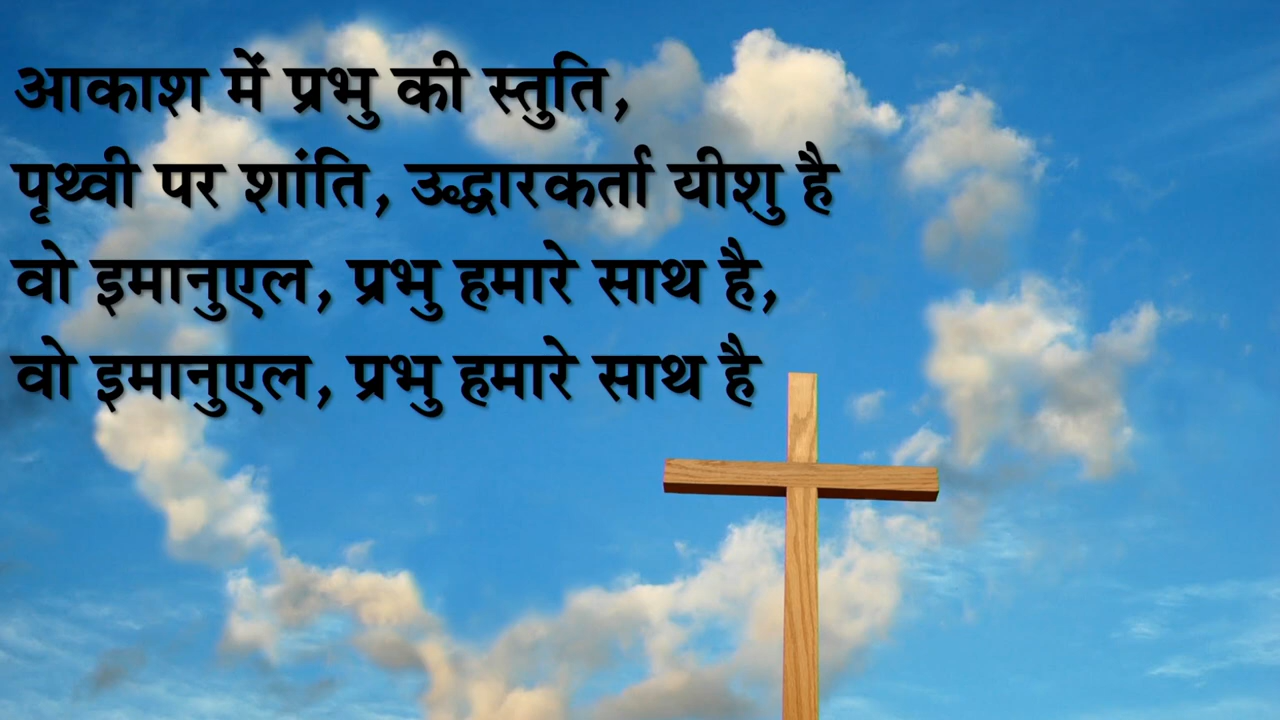 आकाश में प्रभु की स्तुति,
पृथ्वी पर शांति, उद्धारकर्ता यीशु है
वो इमानुएल, प्रभु हमारे साथ है,
वो इमानुएल, प्रभु हमारे साथ है